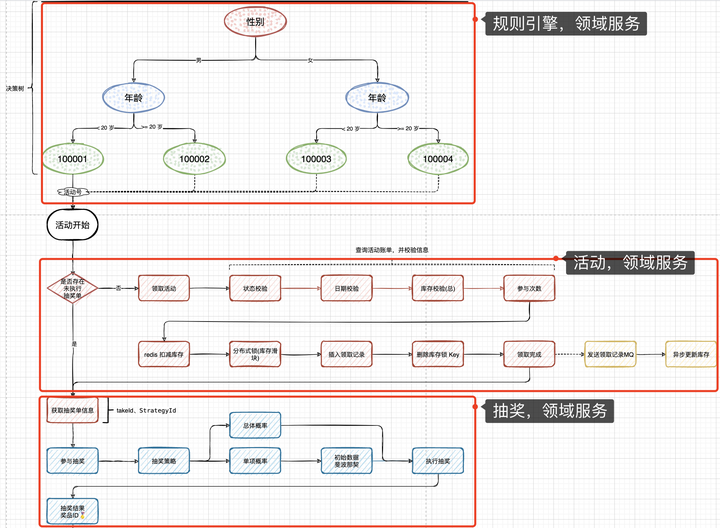 性别
规则引擎，领域服务
男
女
决策树
年龄
年龄
< 20 岁
>= 20 岁
< 20 岁
>= 20 岁
100001
100002
100003
100004
活动号
活动开始
查询活动账单，并校验信息
活动，领域服务
是否存在
未执行
抽奖单
否
领取活动
状态校验
日期校验
库存校验(总)
参与次数
是
redis 扣减库存
分布式锁(库存滑
块)
插入领取记录
删除库存锁 Key
领取完成
发送领取记录MQ
异步更新库存
获取抽奖单信息
takeId、StrategyId
抽奖，领域服务
总体概率
参与抽奖
抽奖策略
单项概率
初始数据
斐波那契
执行抽奖
抽奖结果
奖品ID